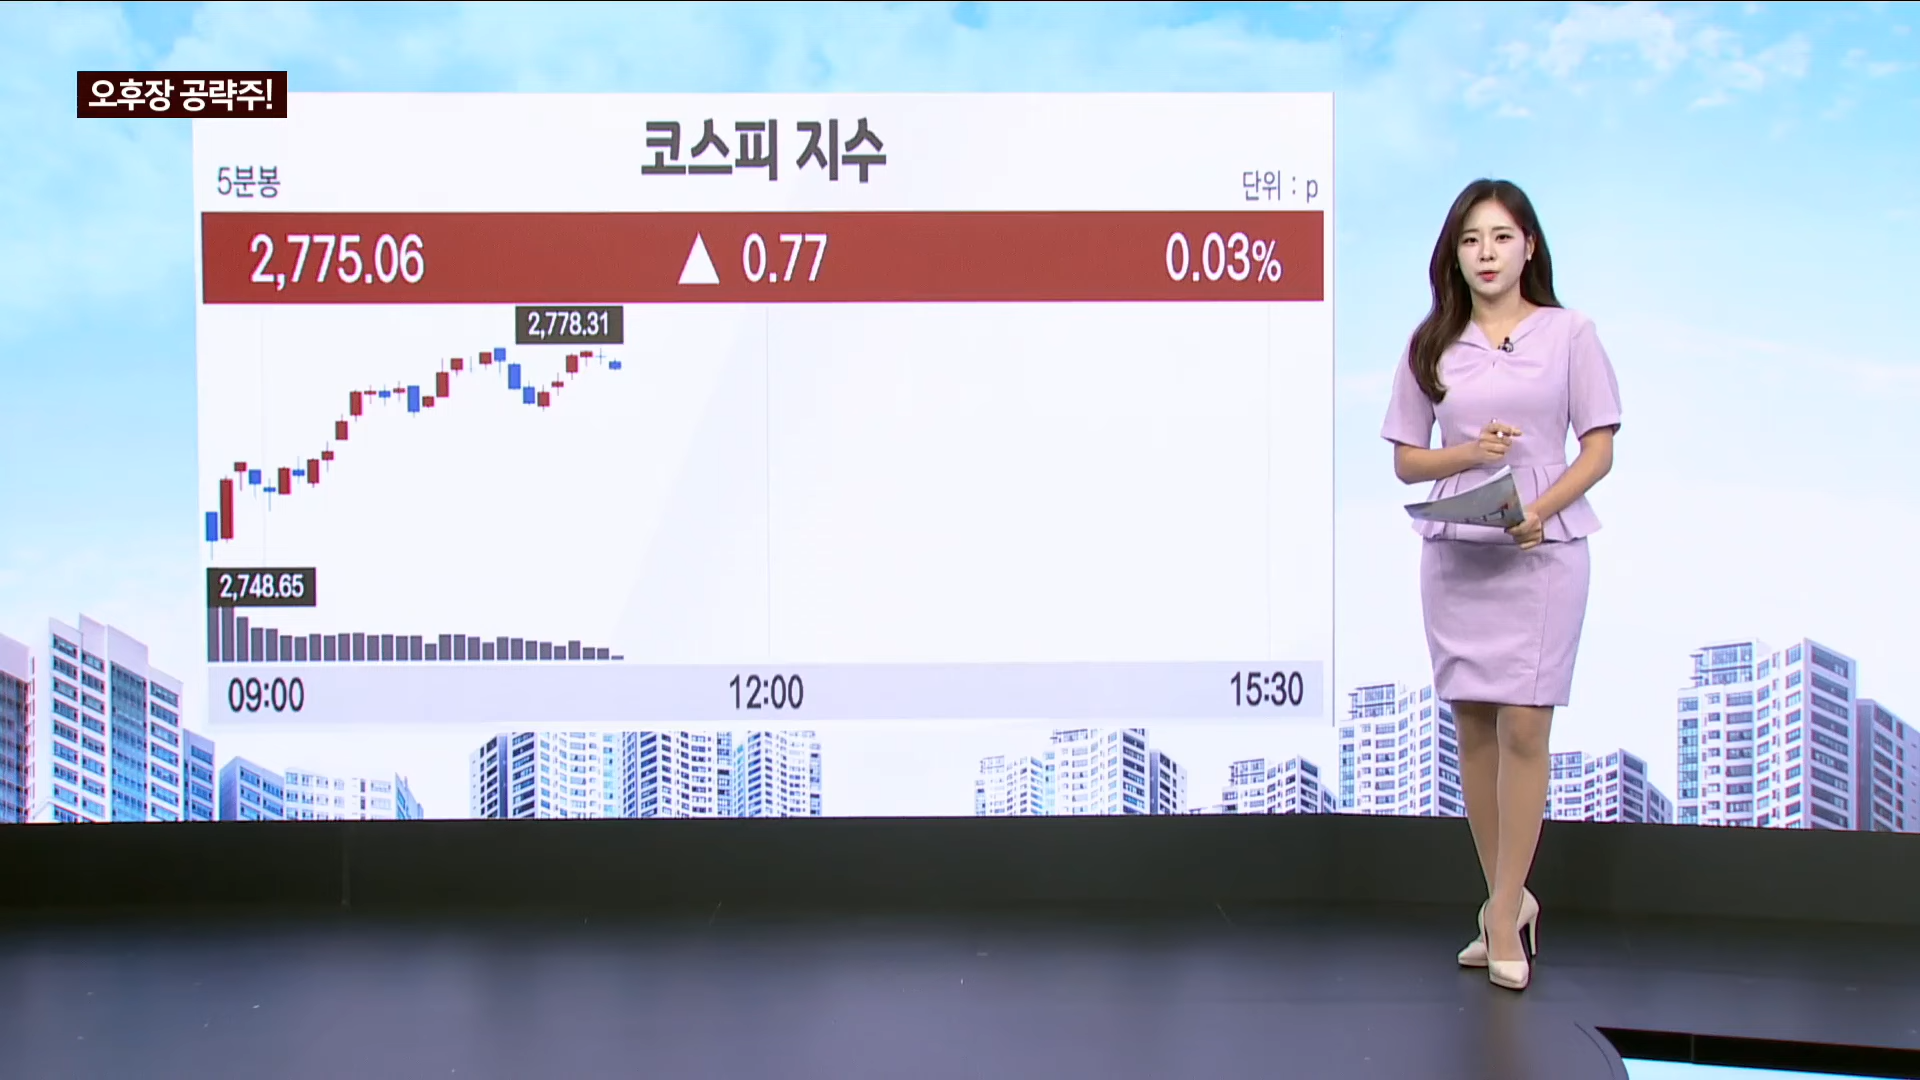 오후장 공략주!
코스피 지수
5분봉
단위 : p
2,775.06 ▲ 0.77 0.03%
2,778.31
2,748.65
09:00 12:00 15:30